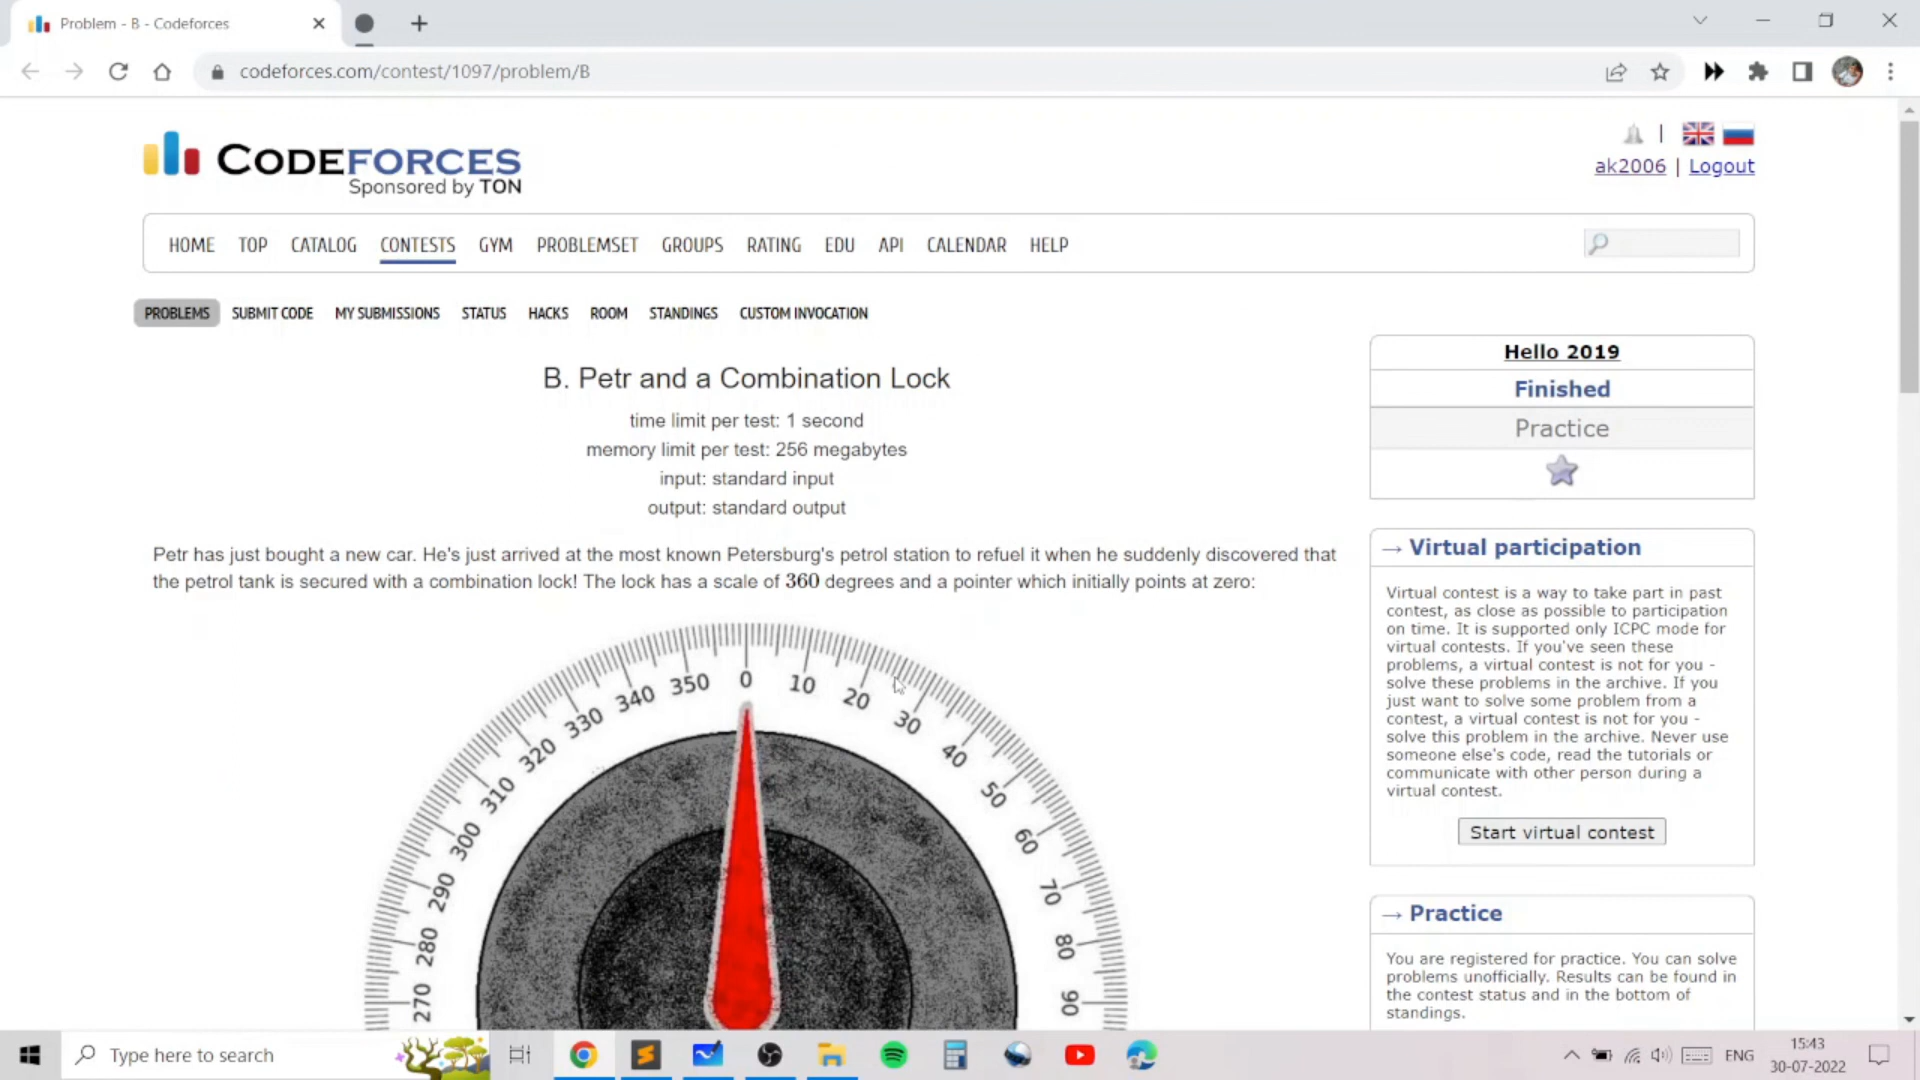 Problem - B - Codeforces
codeforces.com/contest/1097/problem/B
CODEFORCES
Sponsored by TON
ak2006 | Logout
HOME TOP CATALOG CONTESTS GYM PROBLEMSET GROUPS RATING EDU API CALENDAR HELP
PROBLEMS SUBMIT CODE MY SUBMISSIONS STATUS HACKS ROOM STANDINGS CUSTOM INVOCATION
B. Petr and a Combination Lock
time limit per test: 1 second
memory limit per test: 256 megabytes
input: standard input
output: standard output
Petr has just bought a new car. He's just arrived at the most known Petersburg's petrol station to refuel it when he suddenly discovered that
the petrol tank is secured with a combination lock! The lock has a scale of 360 degrees and a pointer which initially points at zero:
270 280 290 300 310 320 330 340 350 0 10 20 30 40 50 60 70 80 90
Hello 2019
Finished
Practice
→ Virtual participation
Virtual contest is a way to take part in past
contest, as close as possible to participation
on time. It is supported only ICPC mode for
virtual contests. If you've seen these
problems, a virtual contest is not for you -
solve these problems in the archive. If you
just want to solve some problem from a
contest, a virtual contest is not for you -
solve this problem in the archive. Never use
someone else's code, read the tutorials or
communicate with other person during a
virtual contest.
Start virtual contest
→ Practice
You are registered for practice. You can solve
problems unofficially. Results can be found in
the contest status and in the bottom of
standings.
Type here to search
ENG
15:43
30-07-2022